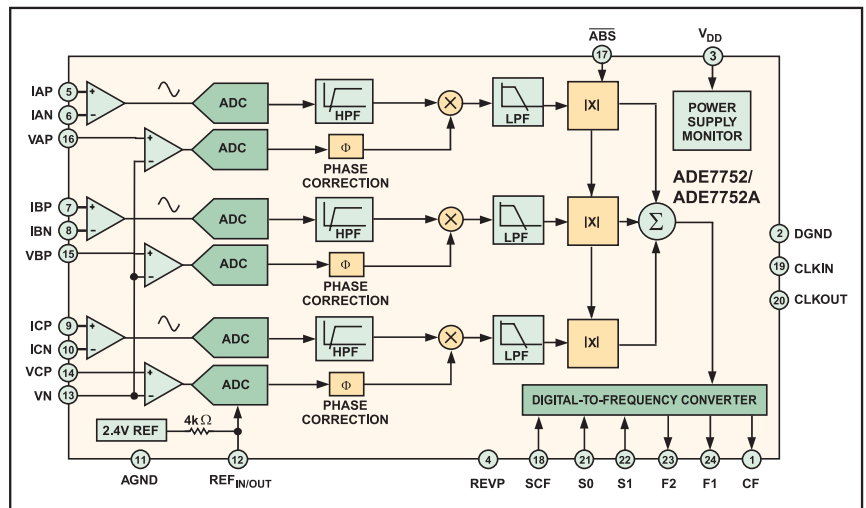 ABS
VDD
17
3
IAP 5
IAN 6
VAP 16
ADC
HPF
LPF
|X|
POWER
SUPPLY
MONITOR
ADC
Φ
PHASE
CORRECTION
ADE7752/
ADE7752A
IBP 7
IBN 8
VBP 15
ADC
HPF
LPF
|X|
Σ
2 DGND
ADC
Φ
PHASE
CORRECTION
19 CLKIN
20 CLKOUT
ICP 9
ICN 10
VCP 14
VN 13
ADC
HPF
LPF
|X|
ADC
Φ
PHASE
CORRECTION
DIGITAL-TO-FREQUENCY CONVERTER
2.4V REF
4kΩ
11
12
4
18
21
22
23
24
1
AGND
REFIN/OUT
REVP
SCF
S0
S1
F2
F1
CF